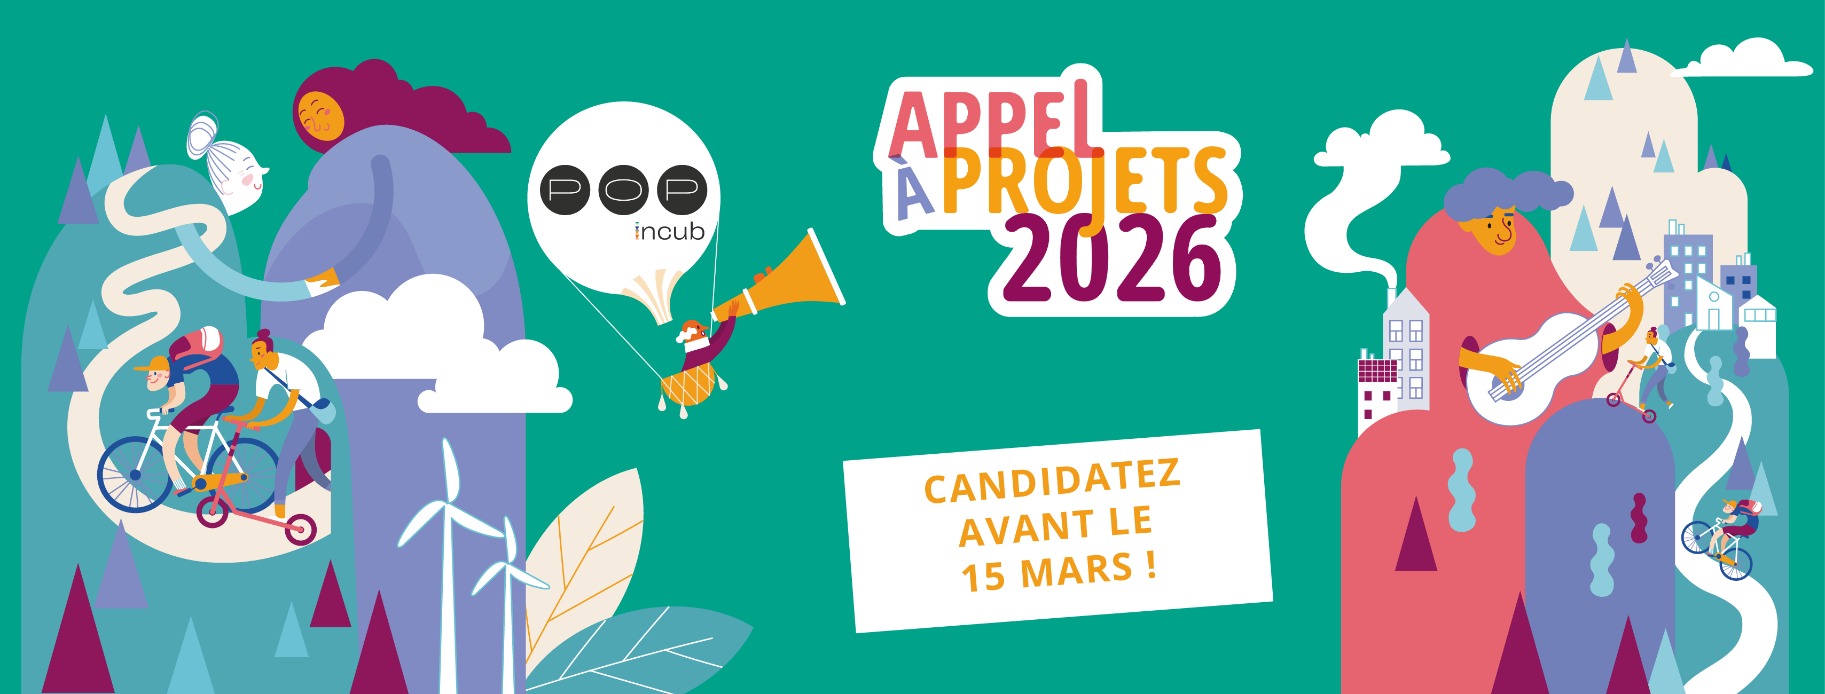 POP
incub
APPEL
À PROJETS
2026
CANDIDATEZ
AVANT LE
15 MARS !